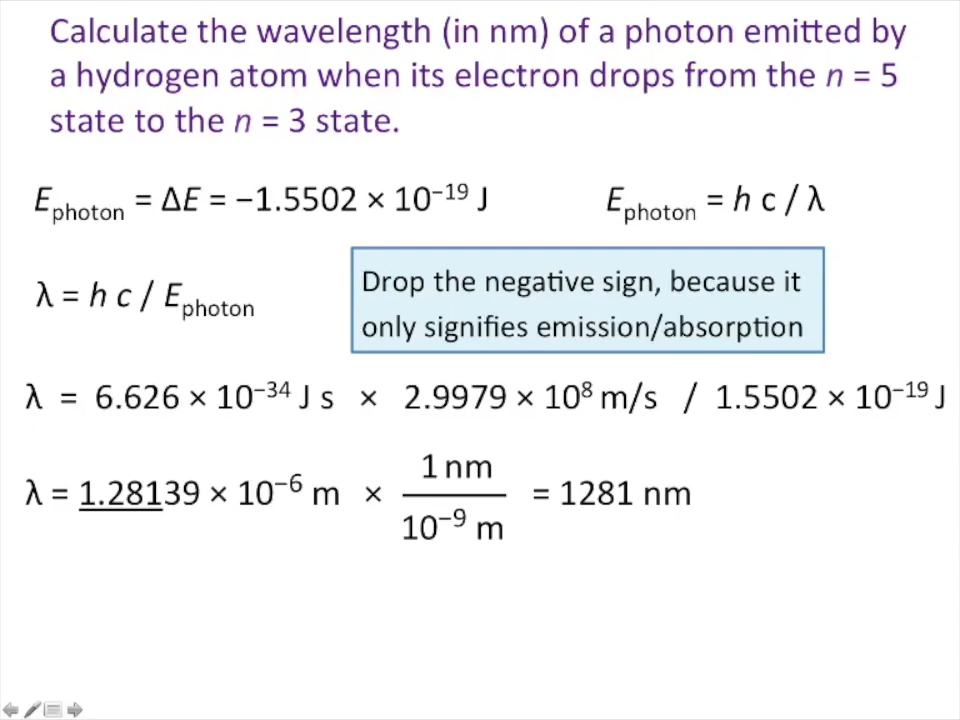 Calculate the wavelength (in nm) of a photon emitted by
a hydrogen atom when its electron drops from the n = 5
state to the n = 3 state.
E_photon = ΔE = −1.5502 × 10⁻¹⁹ J
E_photon = h c / λ
λ = h c / E_photon
Drop the negative sign, because it
only signifies emission/absorption
λ = 6.626 × 10⁻³⁴ J s × 2.9979 × 10⁸ m/s / 1.5502 × 10⁻¹⁹ J
λ = 1.28139 × 10⁻⁶ m × 1 nm / 10⁻⁹ m = 1281 nm